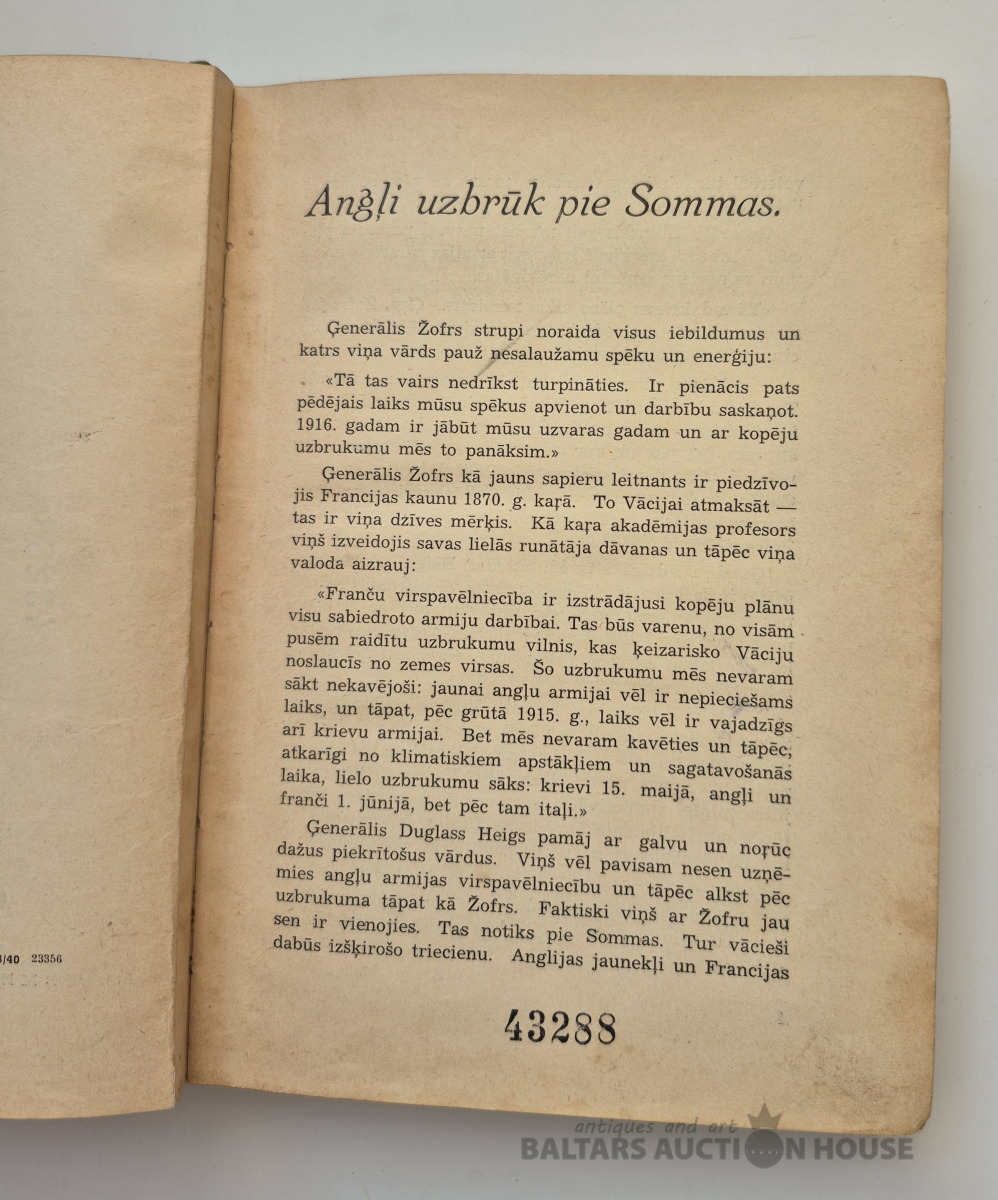 Angļi uzbrūk pie Sommas.
Ģenerālis Žofrs strupi noraida visus iebildumus un
katrs viņa vārds pauž nesalaužamu spēku un enerģiju:
«Tā tas vairs nedrīkst turpināties. Ir pienācis pats
pēdējais laiks mūsu spēkus apvienot un darbību saskaņot.
1916. gadam ir jābūt mūsu uzvaras gadam un ar kopēju
uzbrukumu mēs to panāksim.»
Ģenerālis Žofrs kā jauns sapieru leitnants ir piedzīvo-
jis Francijas kaunu 1870. g. kaŗā. To Vācijai atmaksāt —
tas ir viņa dzīves mērķis. Kā kaŗa akadēmijas profesors
viņš izveidojis savas lielās runātāja dāvanas un tāpēc viņa
valoda aizrauj:
«Franču virspavēlniecība ir izstrādājusi kopēju plānu
visu sabiedroto armiju darbībai. Tas būs varenu, no visām
pusēm raidītu uzbrukumu vilnis, kas ķeizarisko Vāciju
noslaucīs no zemes virsas. Šo uzbrukumu mēs nevaram
sākt nekavējoši: jaunai angļu armijai vēl ir nepieciešams
laiks, un tāpat, pēc grūtā 1915. g., laiks vēl ir vajadzīgs
arī krievu armijai. Bet mēs nevaram kavēties un tāpēc,
atkarīgi no klimatiskiem apstākļiem un sagatavošanās
laika, lielo uzbrukumu sāks: krievi 15. maijā, angļi un
franči 1. jūnijā, bet pēc tam itaļi.»
Ģenerālis Duglass Heigs pamāj ar galvu un noŗūc
dažus piekrītošus vārdus. Viņš vēl pavisam nesen uzņē-
mies angļu armijas virspavēlniecību un tāpēc alkst pēc
uzbrukuma tāpat kā Žofrs. Faktiski viņš ar Žofru jau
sen ir vienojies. Tas notiks pie Sommas. Tur vācieši
dabūs izšķirošo triecienu. Anglijas jaunekļi un Francijas
/40 23356
43288
antiques and art
BALTARS AUCTION HOUSE